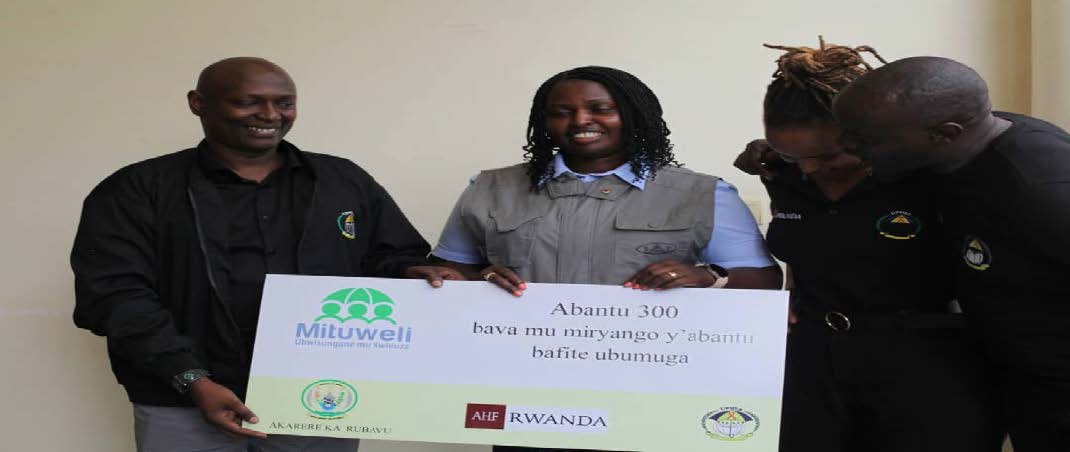 Mituweli
Ubwisungane mu Kwivuza
Abantu 300
bava mu miryango y'abantu
bafite ubumuga
AKARERE KA RUBAVU
AHF RWANDA